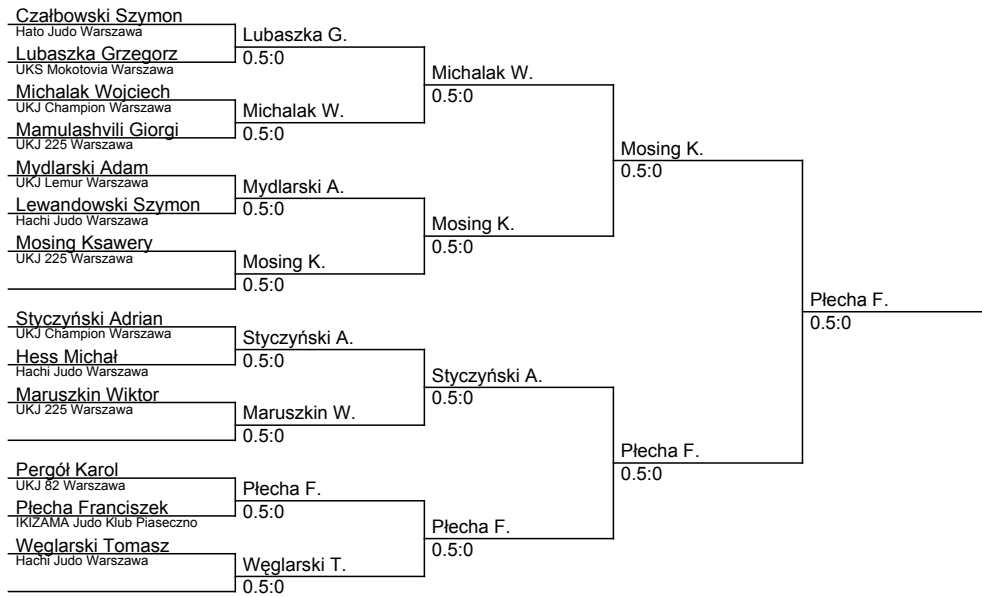 Czałbowski Szymon
Hato Judo Warszawa
Lubaszka Grzegorz
UKS Mokotovia Warszawa
Michalak Wojciech
UKJ Champion Warszawa
Mamulashvili Giorgi
UKJ 225 Warszawa
Mydlarski Adam
UKJ Lemur Warszawa
Lewandowski Szymon
Hachi Judo Warszawa
Mosing Ksawery
UKJ 225 Warszawa
Styczyński Adrian
UKJ Champion Warszawa
Hess Michał
Hachi Judo Warszawa
Maruszkin Wiktor
UKJ 225 Warszawa
Pergół Karol
UKJ 82 Warszawa
Płecha Franciszek
IKIZAMA Judo Klub Piaseczno
Węglarski Tomasz
Hachi Judo Warszawa
Lubaszka G.
0.5:0
Michalak W.
0.5:0
Mydlarski A.
0.5:0
Mosing K.
0.5:0
Styczyński A.
0.5:0
Maruszkin W.
0.5:0
Płecha F.
0.5:0
Węglarski T.
0.5:0
Michalak W.
0.5:0
Mosing K.
0.5:0
Styczyński A.
0.5:0
Płecha F.
0.5:0
Mosing K.
0.5:0
Płecha F.
0.5:0
Płecha F.
0.5:0